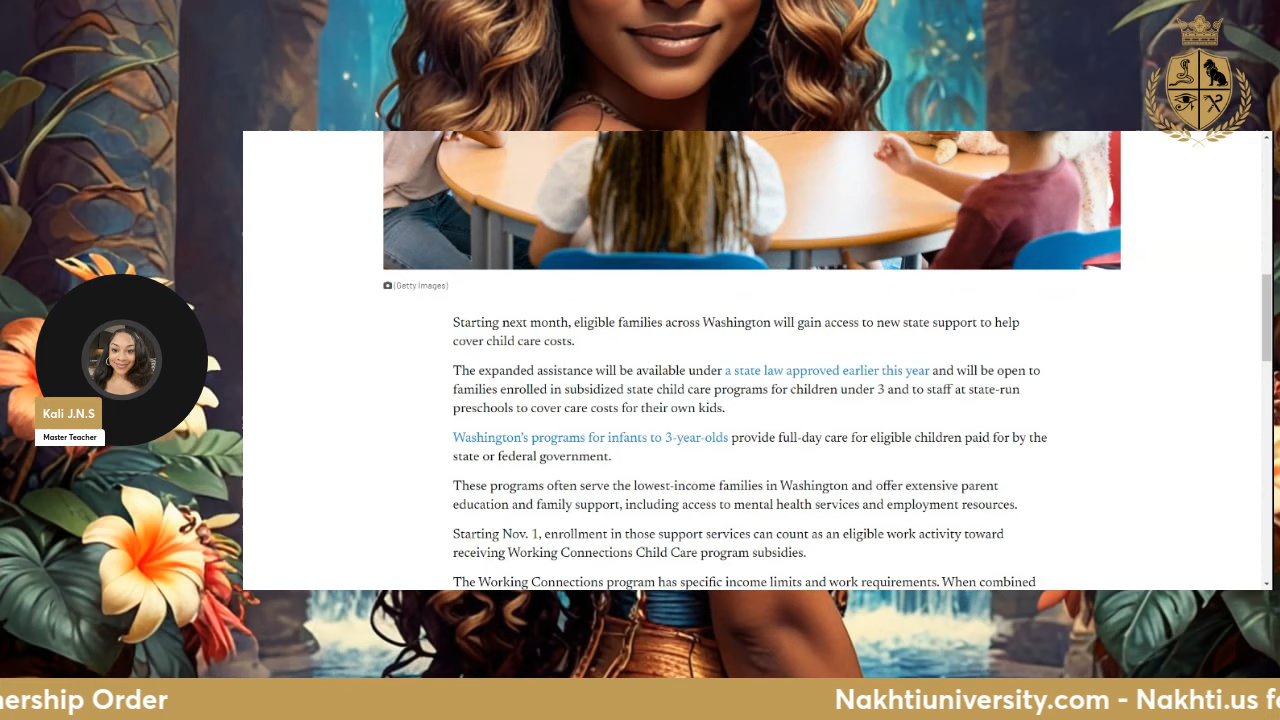 (Getty Images)
Starting next month, eligible families across Washington will gain access to new state support to help
cover child care costs.
The expanded assistance will be available under a state law approved earlier this year and will be open to
families enrolled in subsidized state child care programs for children under 3 and to staff at state-run
preschools to cover care costs for their own kids.
Washington's programs for infants to 3-year-olds provide full-day care for eligible children paid for by the
state or federal government.
These programs often serve the lowest-income families in Washington and offer extensive parent
education and family support, including access to mental health services and employment resources.
Starting Nov. 1, enrollment in those support services can count as an eligible work activity toward
receiving Working Connections Child Care program subsidies.
The Working Connections program has specific income limits and work requirements. When combined
Kali J.N.S
Master Teacher
nership Order
Nakhtiuniversity.com - Nakhti.us fo